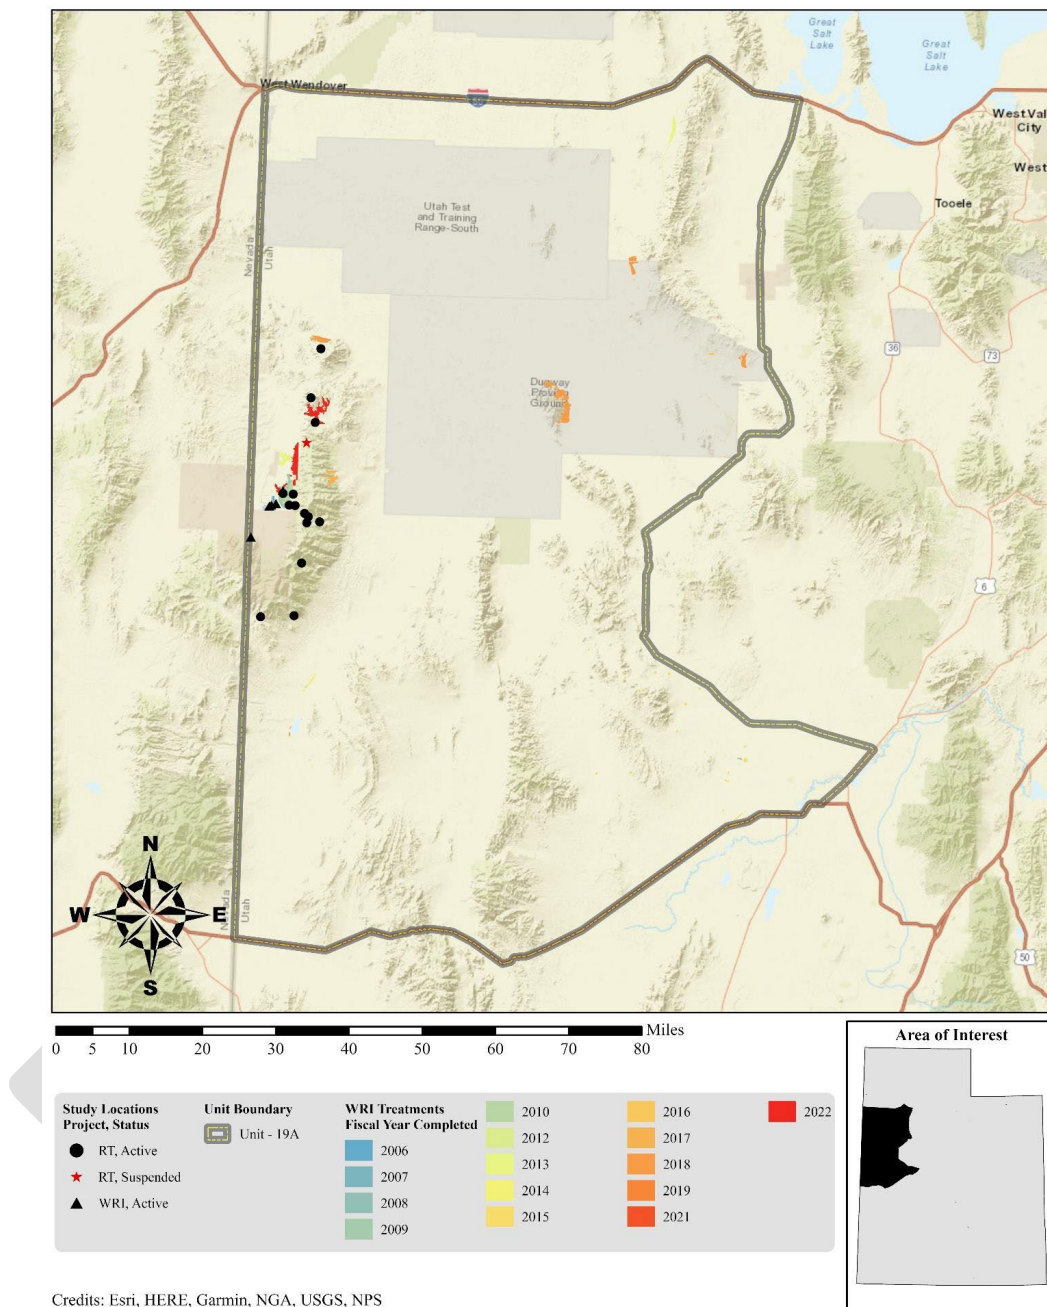 Great
Salt
Lake
Great
Salt
Lake
West Wendover
West Val
City
West
Tooele
Utah Test
and Training
Range-South
Nevada
Utah
36
73
Dugway
Proving
Grounds
6
Nevada
Utah
50
N
W
E
S
Miles
0 5 10 20 30 40 50 60 70 80
Area of Interest
Study Locations
Project, Status
RT, Active
RT, Suspended
WRI, Active
Unit Boundary
Unit - 19A
WRI Treatments
Fiscal Year Completed
2006
2007
2008
2009
2010
2012
2013
2014
2015
2016
2017
2018
2019
2021
2022
Credits: Esri, HERE, Garmin, NGA, USGS, NPS